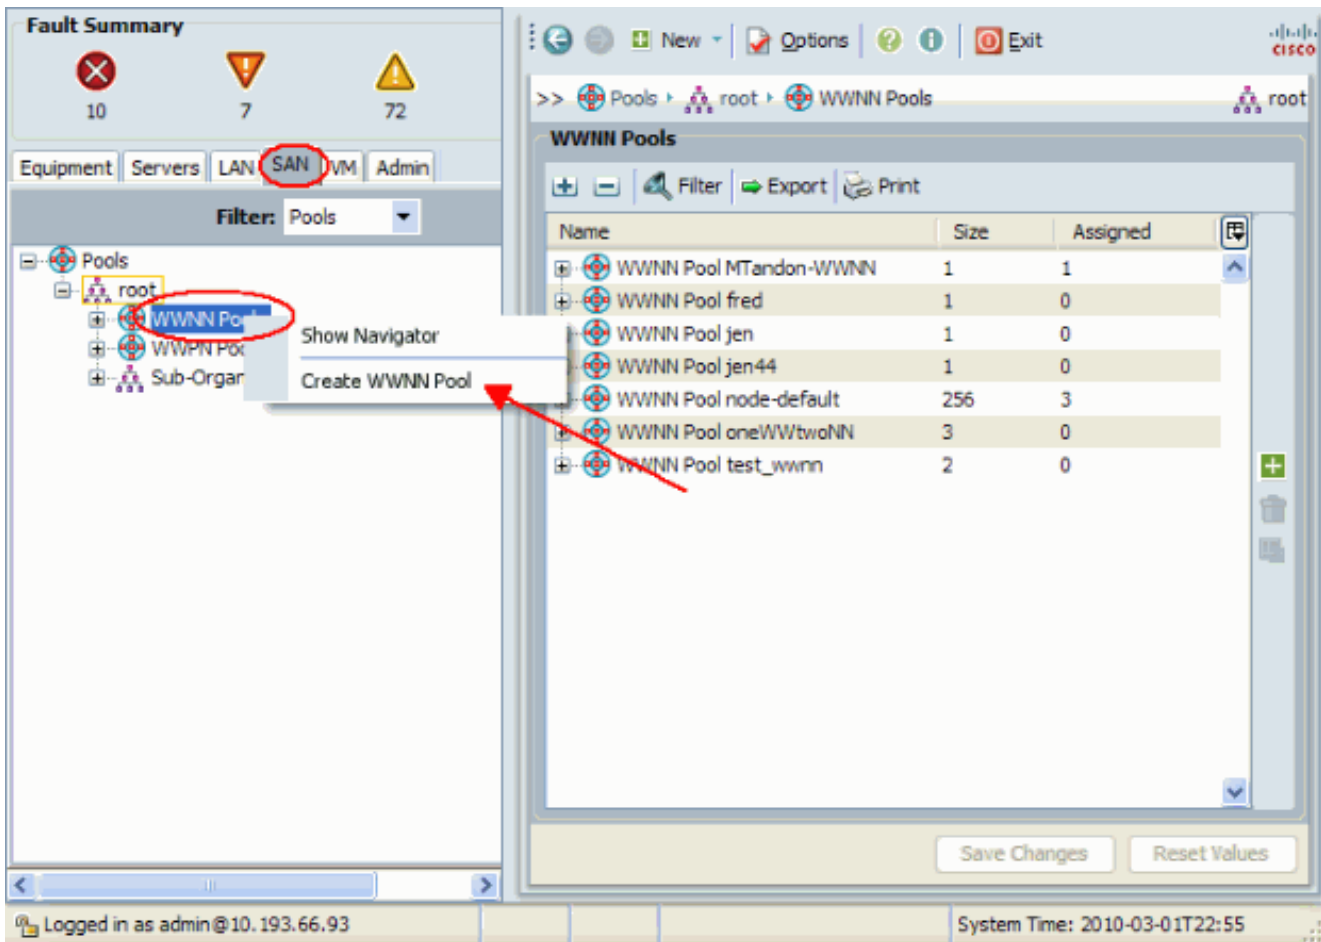 Fault Summary
10 7 72
Equipment Servers LAN SAN VM Admin
Filter: Pools
Pools
root
WWNN Poo
WWPN Poo
Sub-Organ
Show Navigator
Create WWNN Pool
New Options Exit
CISCO
>> Pools root WWNN Pools root
WWNN Pools
Filter Export Print
Name Size Assigned
WWNN Pool MTandon-WWNN 1 1
WWNN Pool fred 1 0
WWNN Pool jen 1 0
WWNN Pool jen44 1 0
WWNN Pool node-default 256 3
WWNN Pool oneWWtwoNN 3 0
WWNN Pool test_wwnn 2 0
Save Changes Reset Values
Logged in as admin@10.193.66.93
System Time: 2010-03-01T22:55